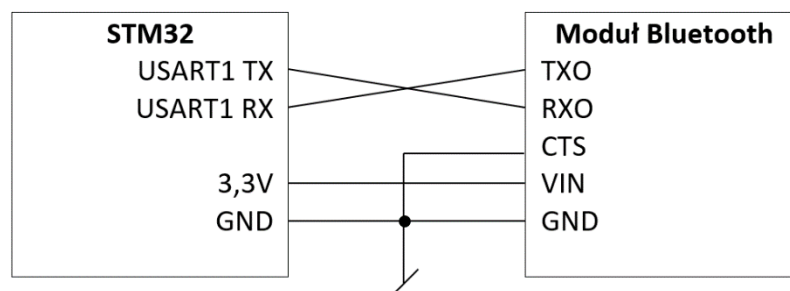 STM32
USART1 TX
USART1 RX
3,3V
GND
Moduł Bluetooth
TXO
RXO
CTS
VIN
GND